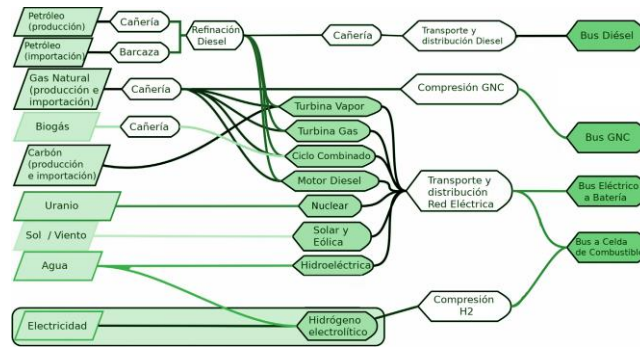 Petróleo
(producción)
Cañería
Petróleo
(importación)
Barcaza
Refinación
Diesel
Cañería
Transporte y
distribución Diesel
Bus Diésel
Gas Natural
(producción e
importación)
Cañería
Compresión GNC
Bus GNC
Biogás
Cañería
Carbón
(producción
e importación)
Turbina Vapor
Turbina Gas
Ciclo Combinado
Motor Diesel
Uranio
Nuclear
Sol / Viento
Solar y
Eólica
Agua
Hidroeléctrica
Transporte y
distribución
Red Eléctrica
Bus Eléctrico
a Batería
Bus a Celda
de Combustible
Electricidad
Hidrógeno
electrolítico
Compresión
H2